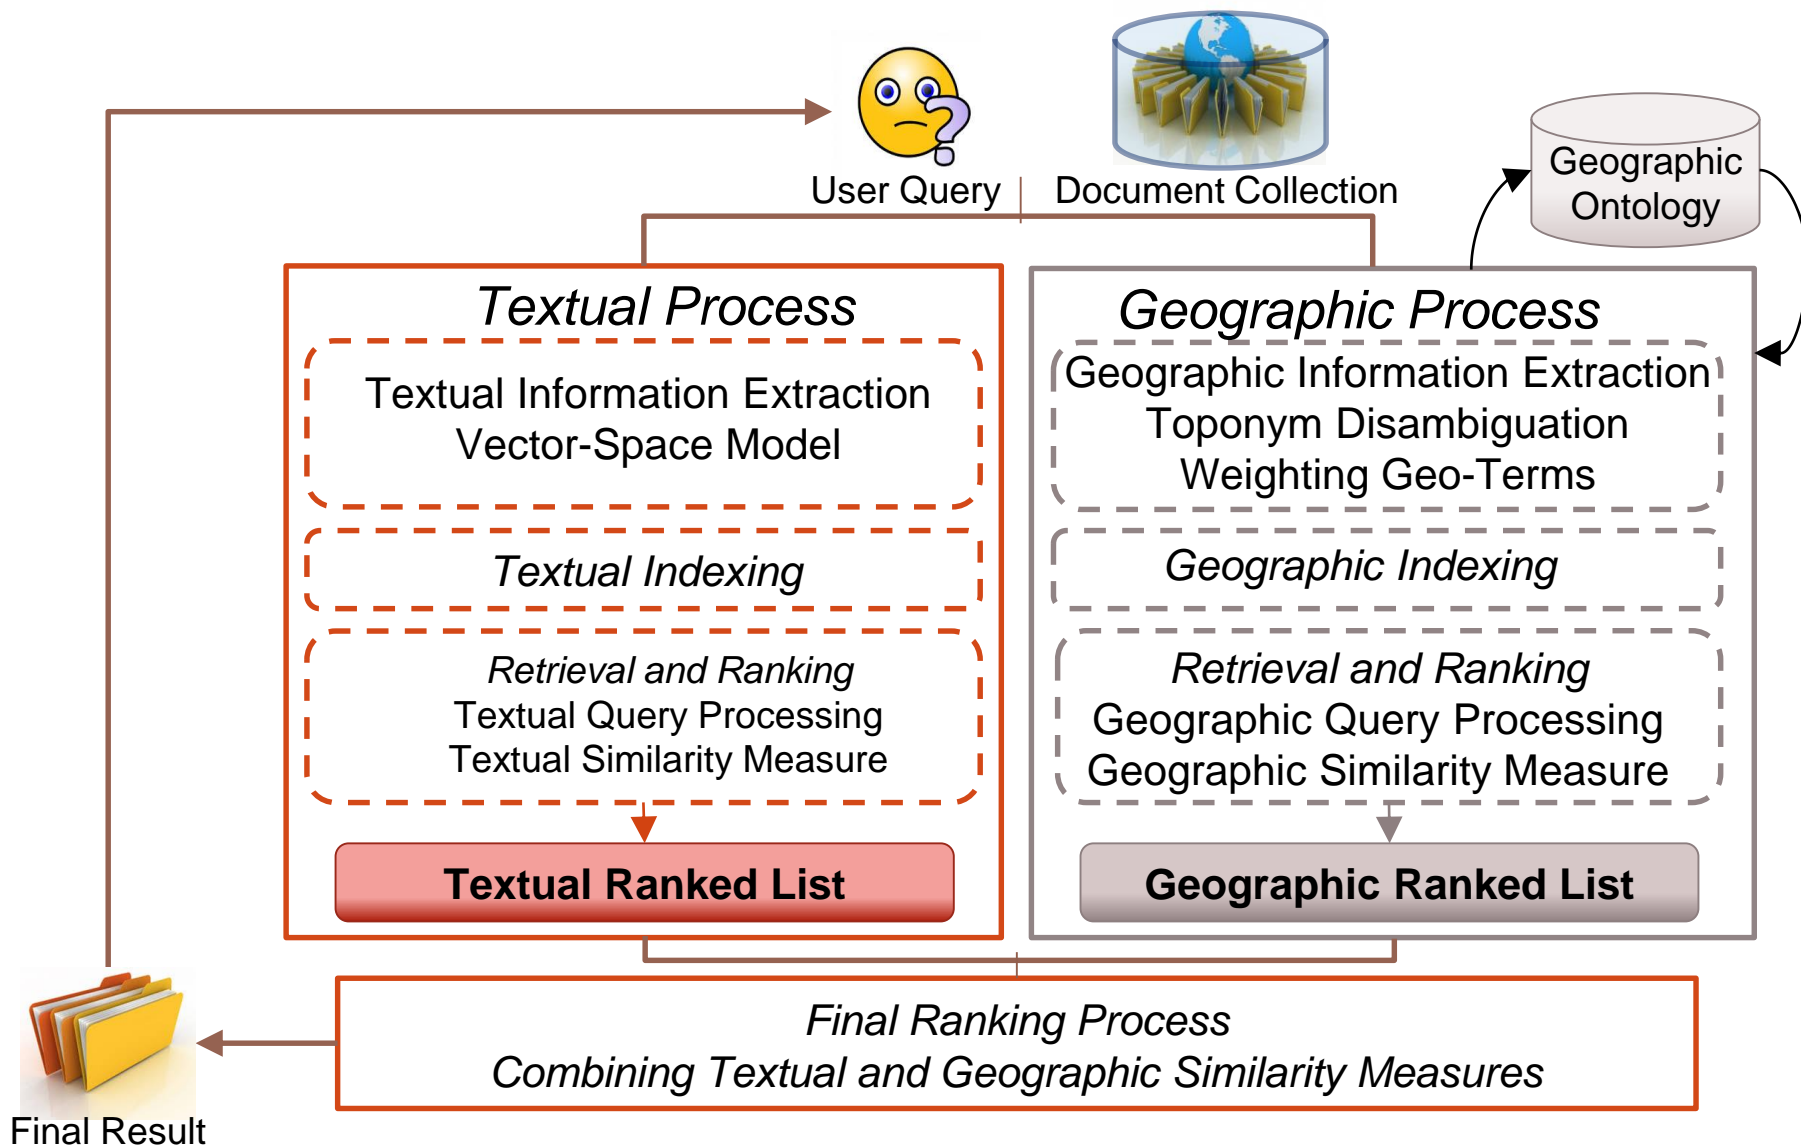 User Query
Document Collection
Geographic
Ontology
Textual Process
Textual Information Extraction
Vector-Space Model
Textual Indexing
Retrieval and Ranking
Textual Query Processing
Textual Similarity Measure
Textual Ranked List
Geographic Process
Geographic Information Extraction
Toponym Disambiguation
Weighting Geo-Terms
Geographic Indexing
Retrieval and Ranking
Geographic Query Processing
Geographic Similarity Measure
Geographic Ranked List
Final Ranking Process
Combining Textual and Geographic Similarity Measures
Final Result